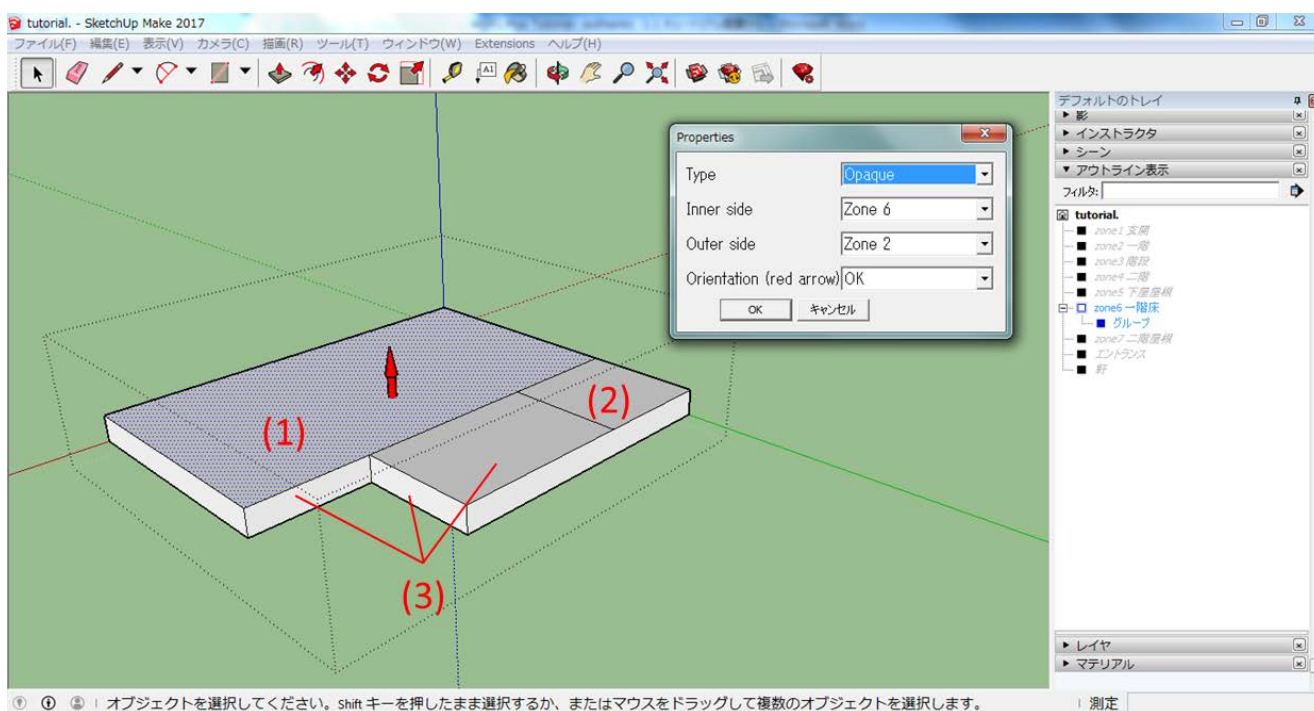 tutorial. - SketchUp Make 2017
ファイル(F) 編集(E) 表示(V) カメラ(C) 描画(R) ツール(T) ウィンドウ(W) Extensions ヘルプ(H)
A1
Properties
Type Opaque
Inner side Zone 6
Outer side Zone 2
Orientation (red arrow) OK
OK キャンセル
(1)
(2)
(3)
デフォルトのトレイ
影
インストラクタ
シーン
アウトライン表示
フィルタ:
tutorial.
zone1 玄関
zone2 一階
zone3 階段
zone4 二階
zone5 下屋屋根
zone6 一階床
グループ
zone7 二階屋根
エントランス
軒
レイヤ
マテリアル
オブジェクトを選択してください。Shift キーを押したまま選択するか、またはマウスをドラッグして複数のオブジェクトを選択します。
測定